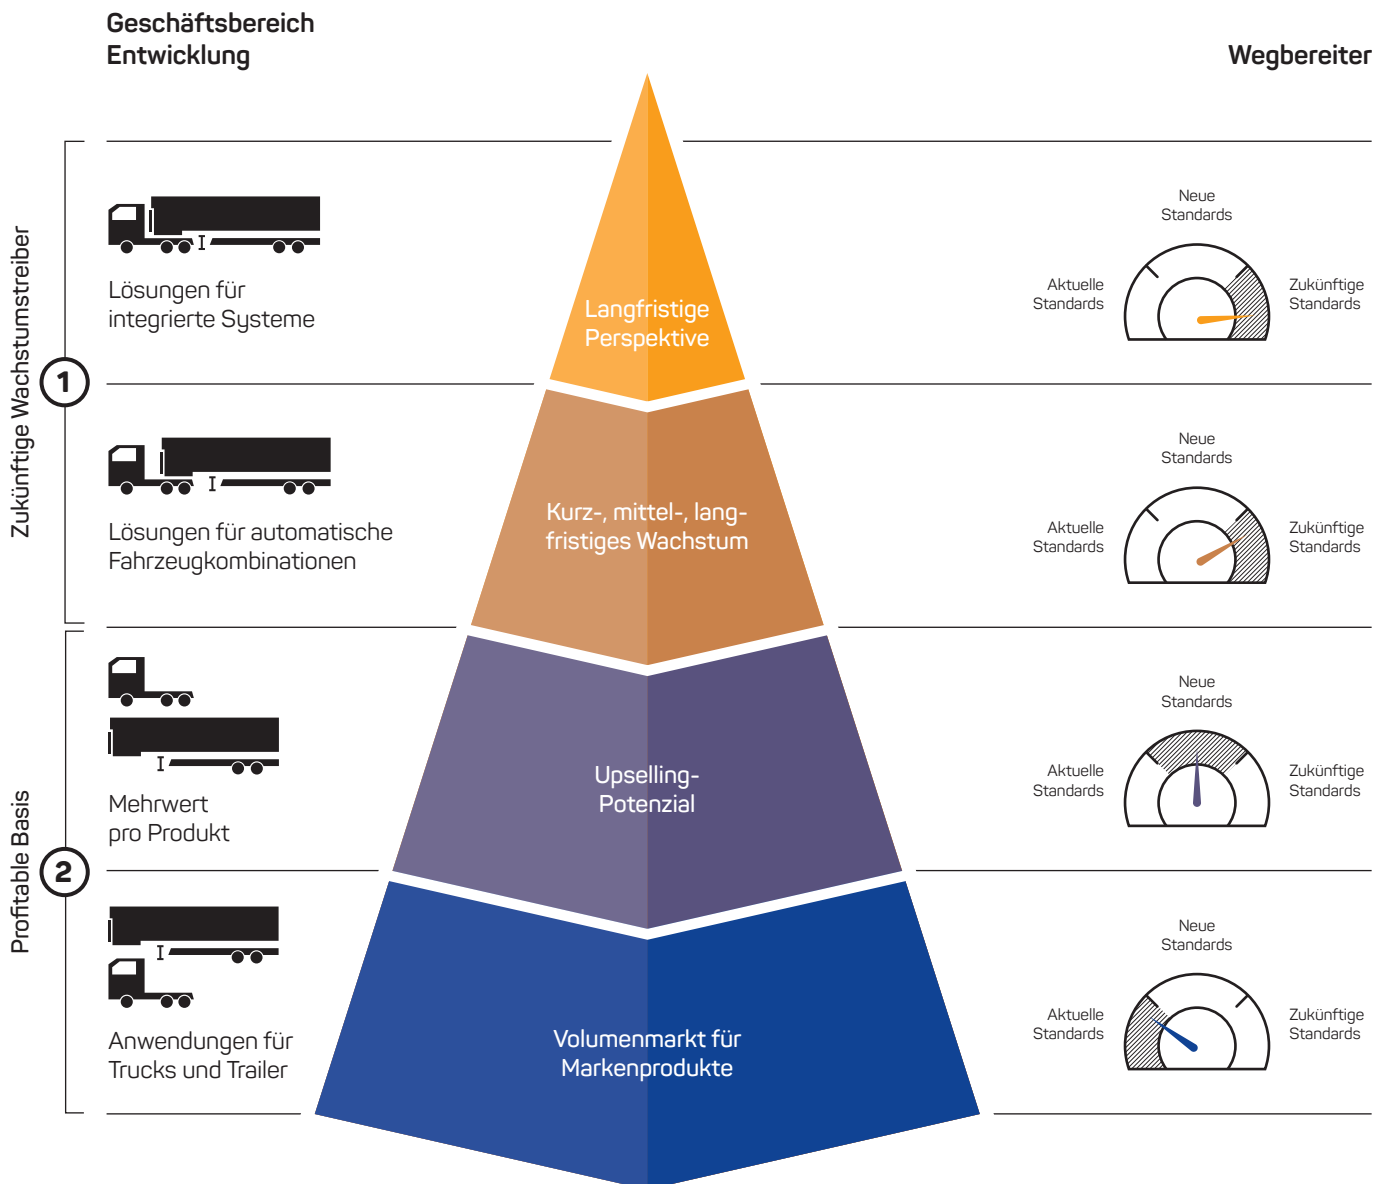 Geschäftsbereich
Entwicklung
Wegbereiter
Zukünftige Wachstumstreiber
1
Lösungen für
integrierte Systeme
Langfristige
Perspektive
Neue
Standards
Aktuelle
Standards
Zukünftige
Standards
Lösungen für automatische
Fahrzeugkombinationen
Kurz-, mittel-, lang-
fristiges Wachstum
Neue
Standards
Aktuelle
Standards
Zukünftige
Standards
Profitable Basis
2
Mehrwert
pro Produkt
Upselling-
Potenzial
Neue
Standards
Aktuelle
Standards
Zukünftige
Standards
Anwendungen für
Trucks und Trailer
Volumenmarkt für
Markenprodukte
Neue
Standards
Aktuelle
Standards
Zukünftige
Standards